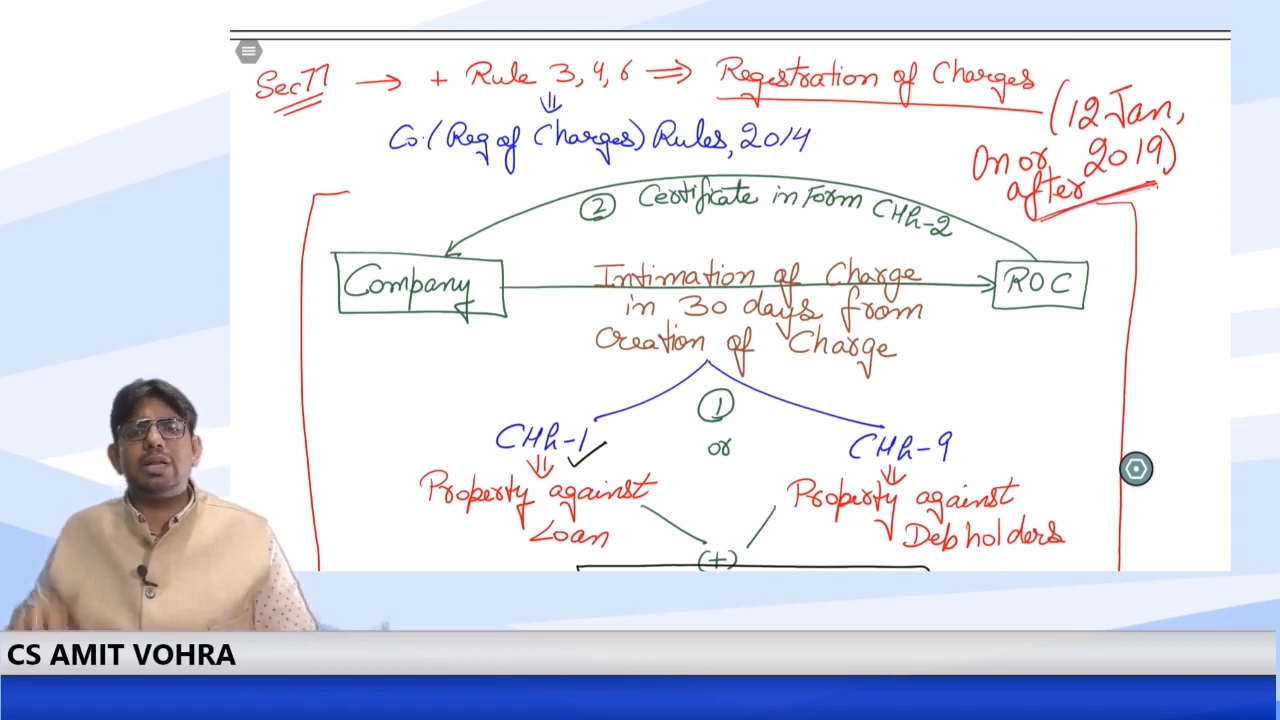 Sec 77 → + Rule 3, 4, 6 ⇒ Registration of Charges
(12 Jan, 2019)
On or after
Co. (Reg of Charges) Rules, 2014
② Certificate in Form CHG-2
Company
Intimation of Charge
in 30 days from
Creation of Charge
ROC
①
CHG-1 ✓
or
CHG-9
Property against
Loan
Property against
Debholders
(+)
CS AMIT VOHRA